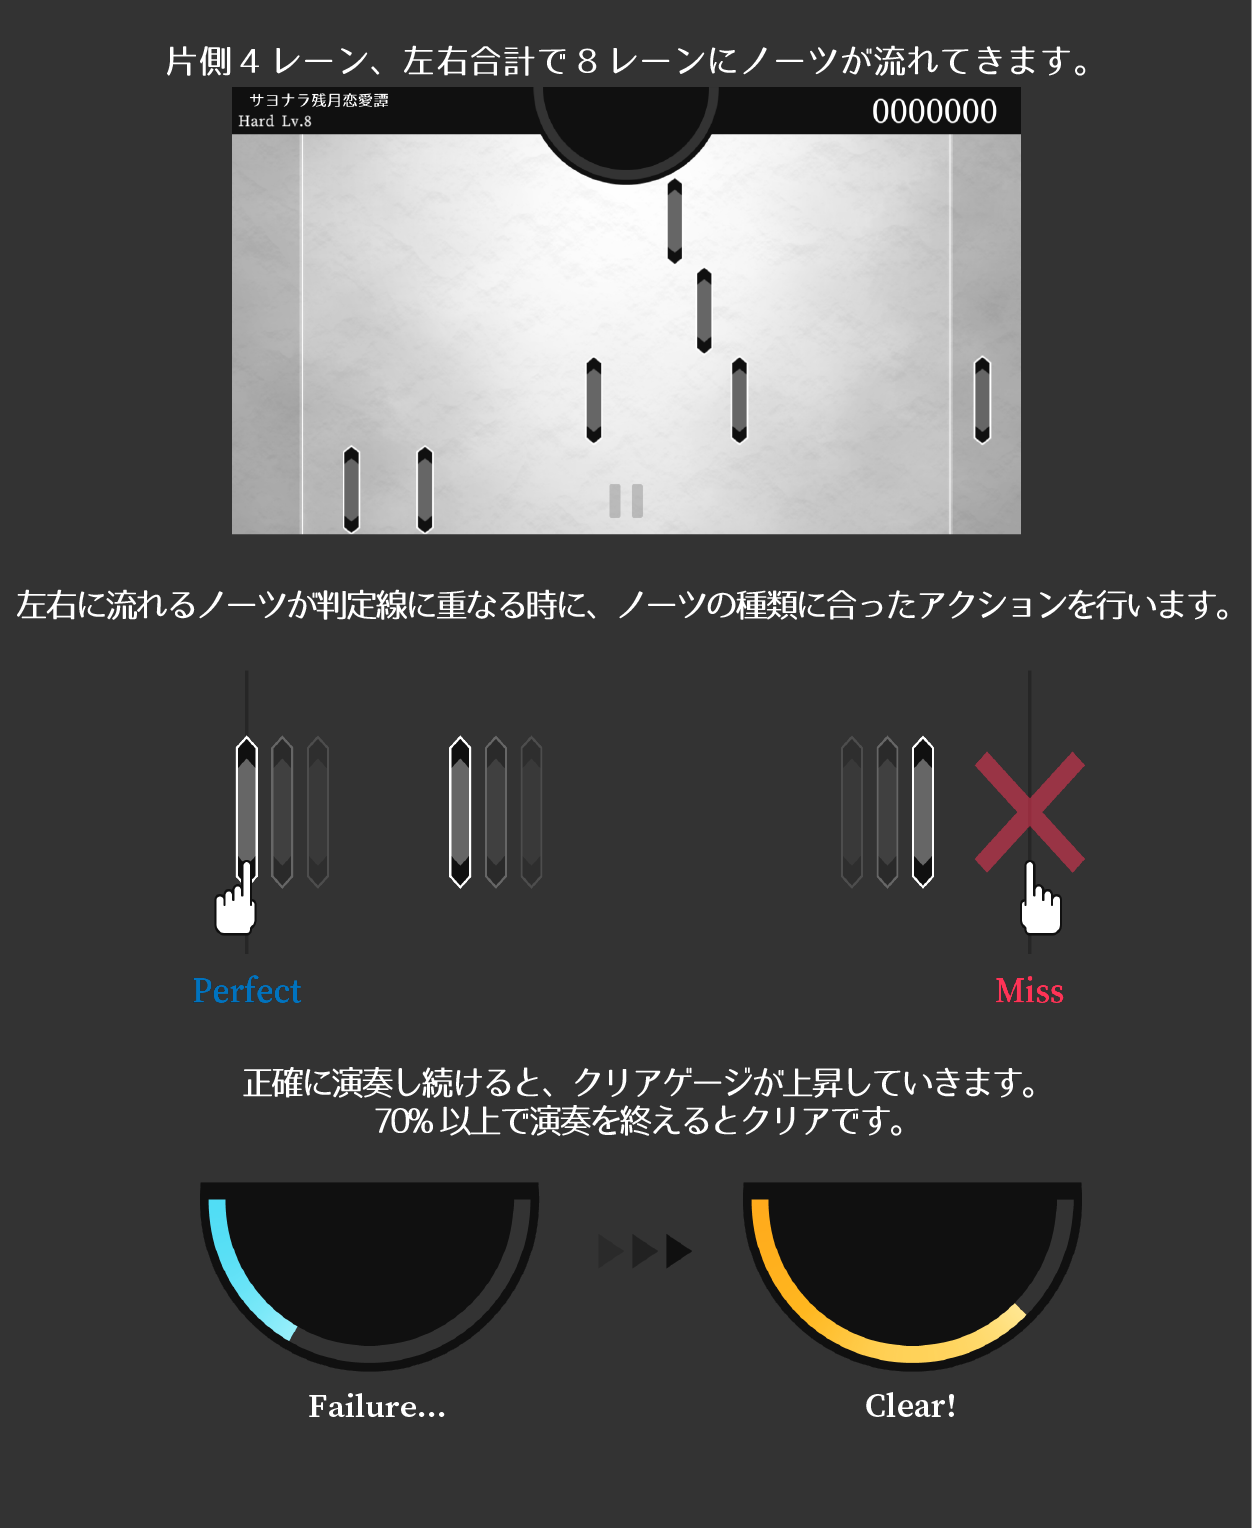 片側４レーン、左右合計で８レーンにノーツが流れてきます。
サヨナラ残月恋愛譚
Hard Lv.8
0000000
左右に流れるノーツが判定線に重なる時に、ノーツの種類に合ったアクションを行います。
Perfect
Miss
正確に演奏し続けると、クリアゲージが上昇していきます。
70% 以上で演奏を終えるとクリアです。
Failure...
Clear!